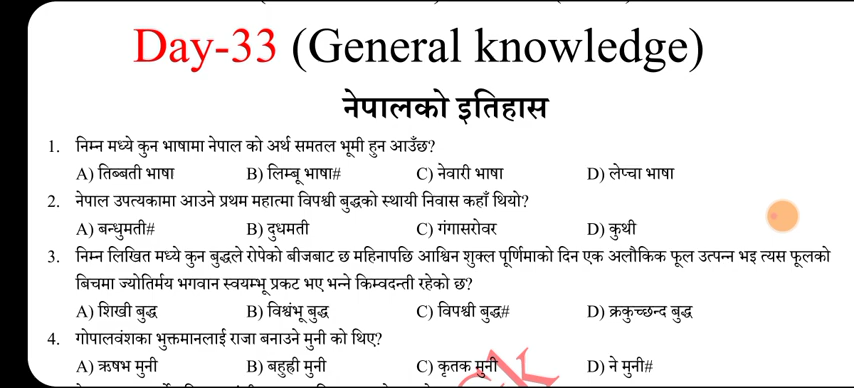 Day-33 (General knowledge)
नेपालको इतिहास
1. निम्न मध्ये कुन भाषामा नेपाल को अर्थ समतल भूमी हुन आउँछ?
A) तिब्बती भाषा B) लिम्बू भाषा# C) नेवारी भाषा D) लेप्चा भाषा
2. नेपाल उपत्यकामा आउने प्रथम महात्मा विपश्वी बुद्धको स्थायी निवास कहाँ थियो?
A) बन्धुमती# B) दुधमती C) गंगासरोवर D) कुथी
3. निम्न लिखित मध्ये कुन बुद्धले रोपेको बीजबाट छ महिनापछि आश्विन शुक्ल पूर्णिमाको दिन एक अलौकिक फूल उत्पन्न भइ त्यस फूलको
बिचमा ज्योतिर्मय भगवान स्वयम्भू प्रकट भए भन्ने किम्वदन्ती रहेको छ?
A) शिखी बुद्ध B) विश्वंभू बुद्ध C) विपश्वी बुद्ध# D) क्रकुच्छन्द बुद्ध
4. गोपालवंशका भुक्तमानलाई राजा बनाउने मुनी को थिए?
A) ऋषभ मुनी B) बहुह्री मुनी C) कृतक मुनी D) ने मुनी#